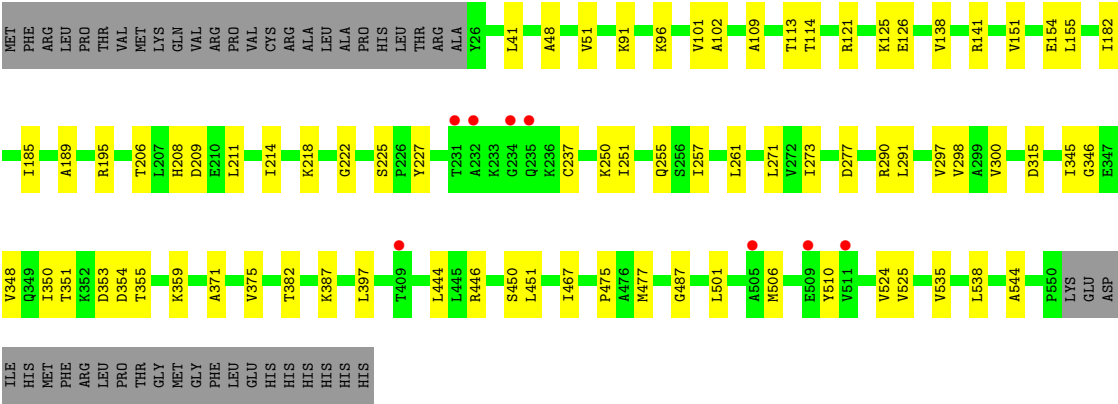 MET PHE ARG LEU PRO THR VAL MET LYS GLN VAL ARG PRO VAL CYS ARG ALA LEU ALA PRO HIS LEU THR ARG ALA Y26 L41 A48 V51 K91 K96 V101 A102 A109 T113 T114 R121 K125 E126 V138 R141 V151 E154 L155 I182
I185 A189 R195 T206 L207 H208 D209 E210 L211 I214 K218 G222 S225 P226 Y227 T231 A232 K233 G234 Q235 K236 C237 K250 I251 Q255 S256 I257 L261 L271 V272 I273 D277 R290 L291 V297 V298 A299 V300 D315 I345 G346 E347
V348 Q349 I350 T351 K352 D353 D354 T355 K359 A371 V375 T382 K387 L397 T409 L444 L445 R446 S450 L451 I467 P475 A476 M477 G487 L501 A505 M506 E509 Y510 V511 V524 V525 V535 L538 A544 P550 LYS GLU ASP
ILE HIS MET PHE ARG LEU ASP PRO THR GLY MET GLY PHE LEU GLU HIS HIS HIS HIS HIS HIS